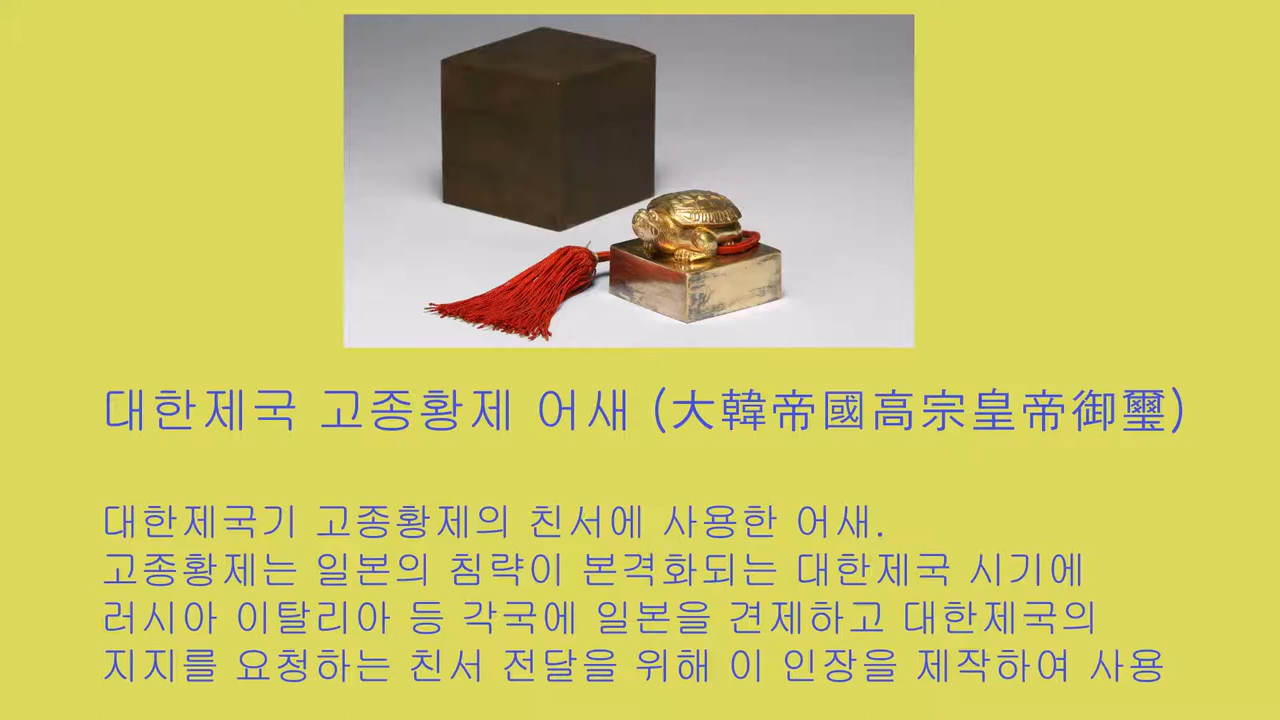 대한제국 고종황제 어새 (大韓帝國高宗皇帝御璽)
대한제국기 고종황제의 친서에 사용한 어새.
고종황제는 일본의 침략이 본격화되는 대한제국 시기에
러시아 이탈리아 등 각국에 일본을 견제하고 대한제국의
지지를 요청하는 친서 전달을 위해 이 인장을 제작하여 사용